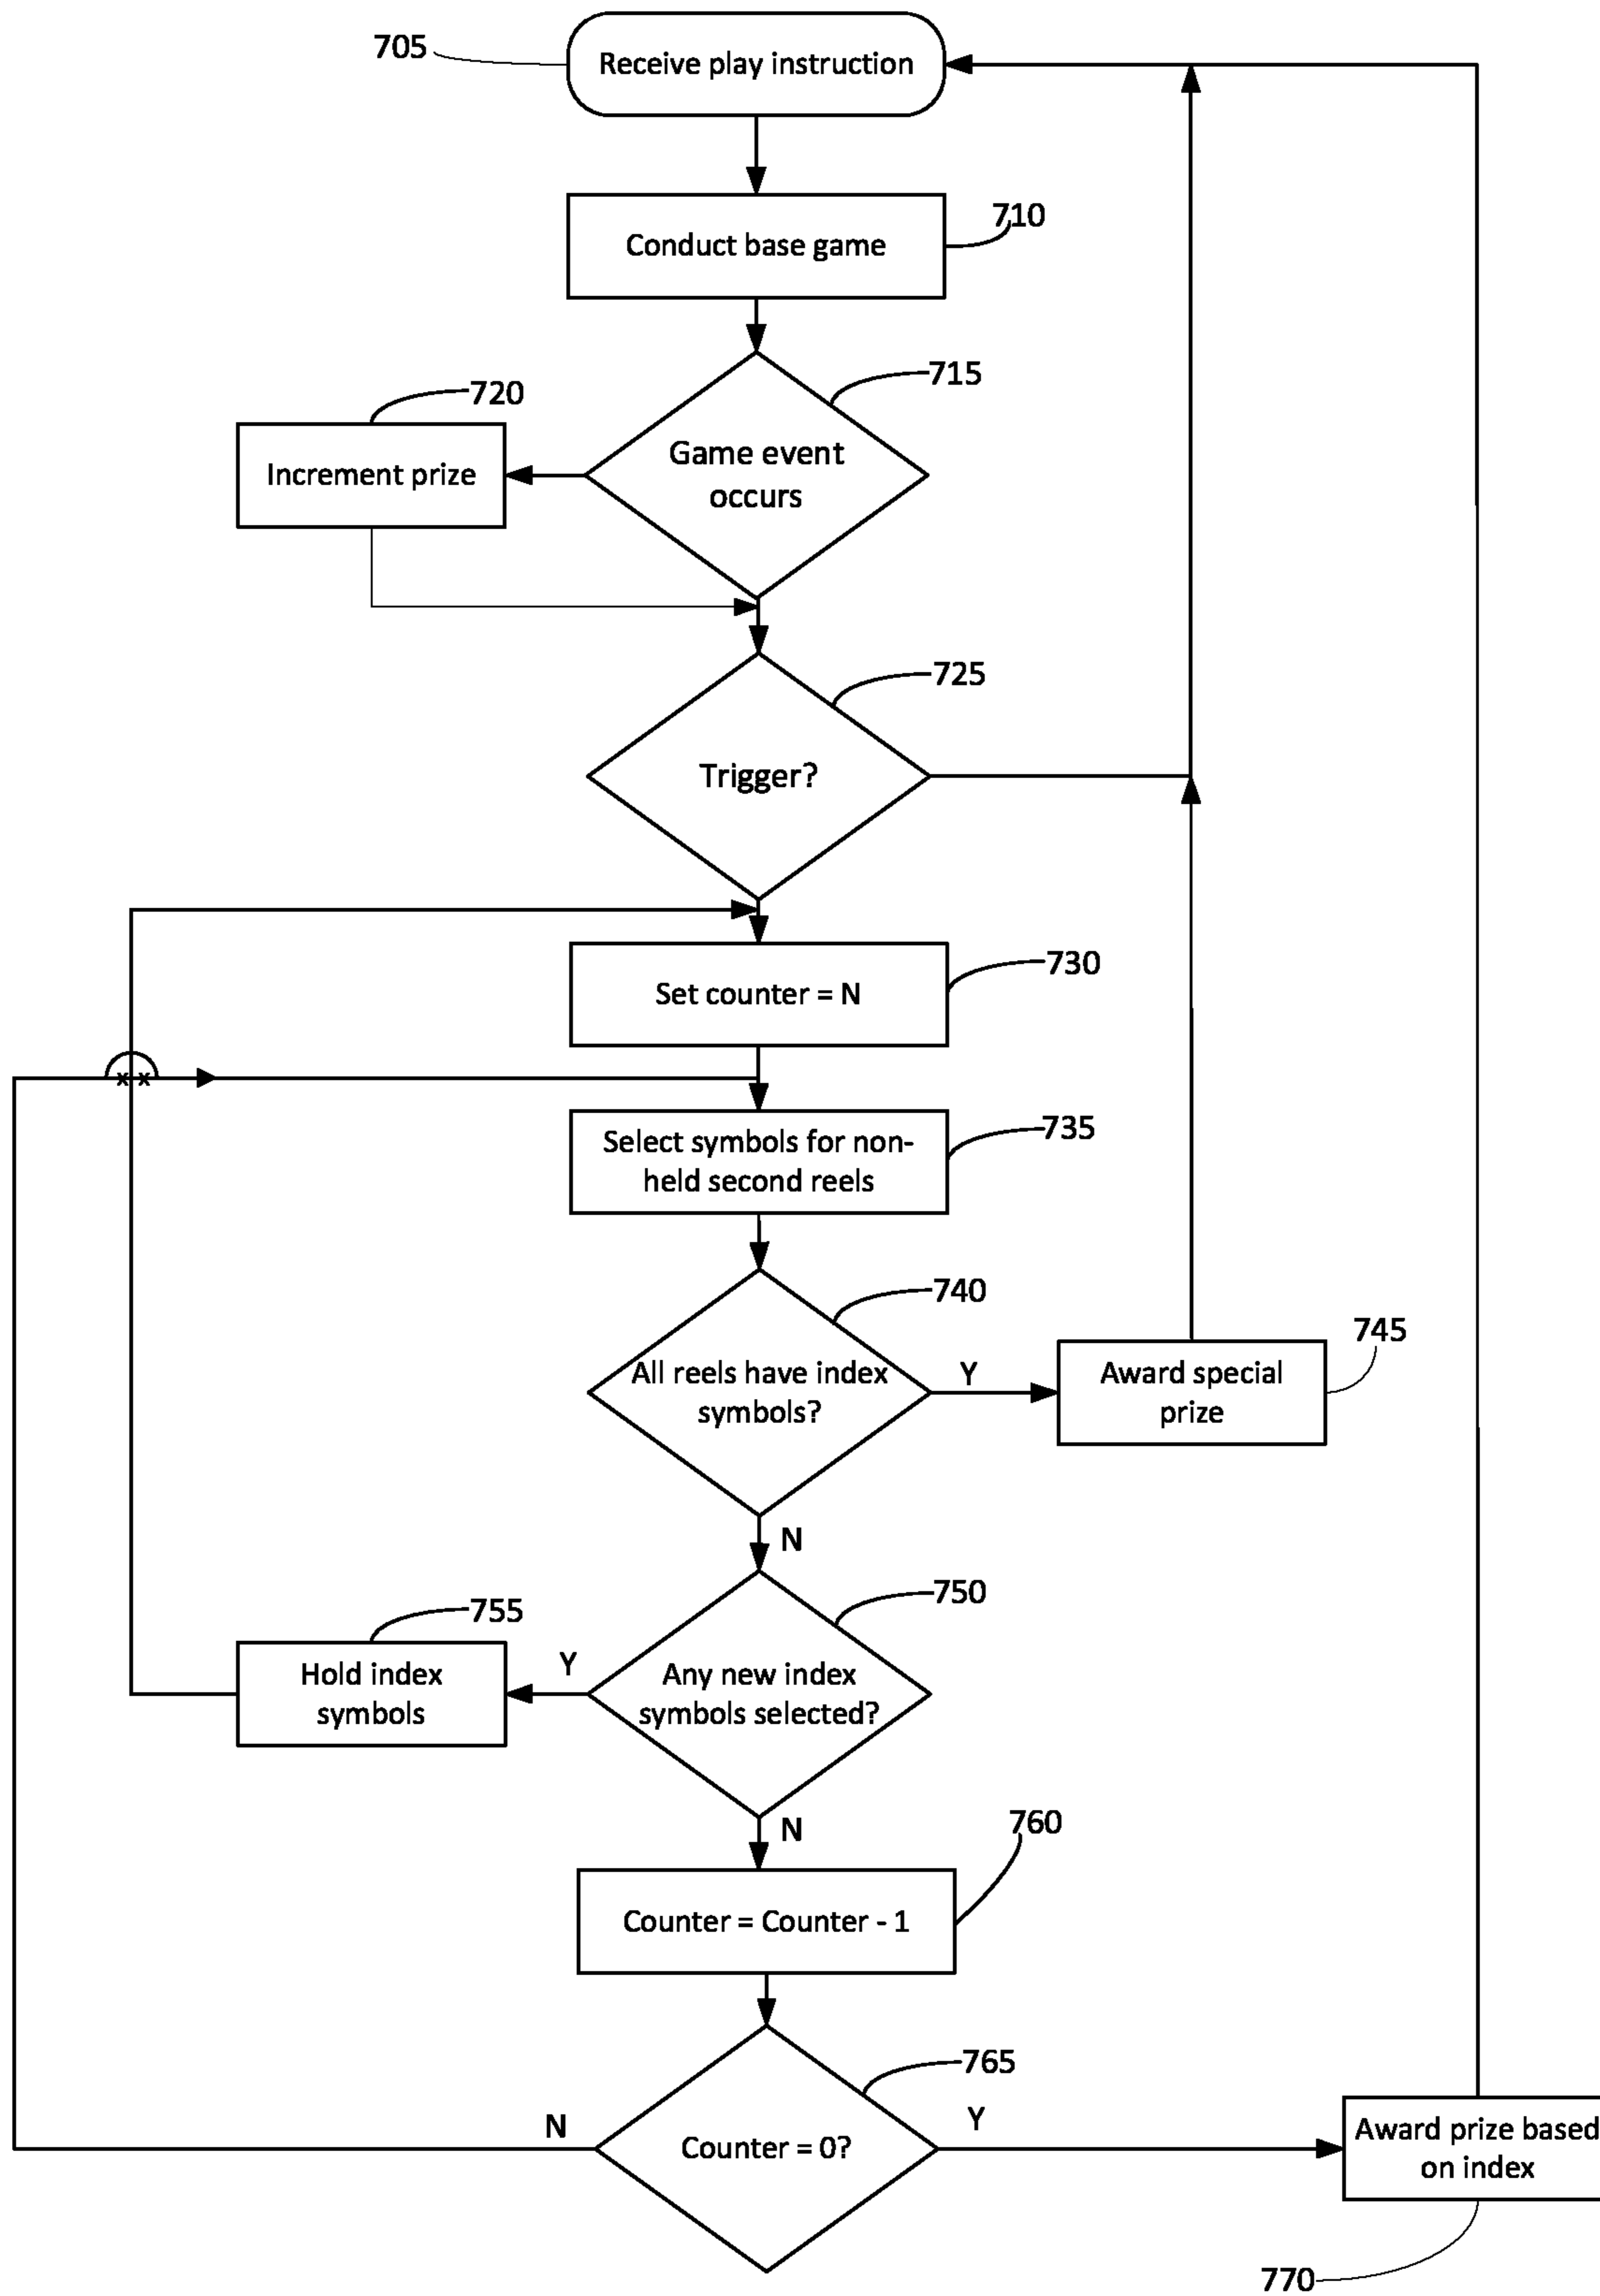 705
Receive play instruction
710
Conduct base game
715
Game event
occurs
720
Increment prize
725
Trigger?
730
Set counter = N
x x
735
Select symbols for non-
held second reels
740
All reels have index
symbols?
Y
745
Award special
prize
N
750
Any new index
symbols selected?
Y
755
Hold index
symbols
N
760
Counter = Counter - 1
765
Counter = 0?
N
Y
Award prize based
on index
770